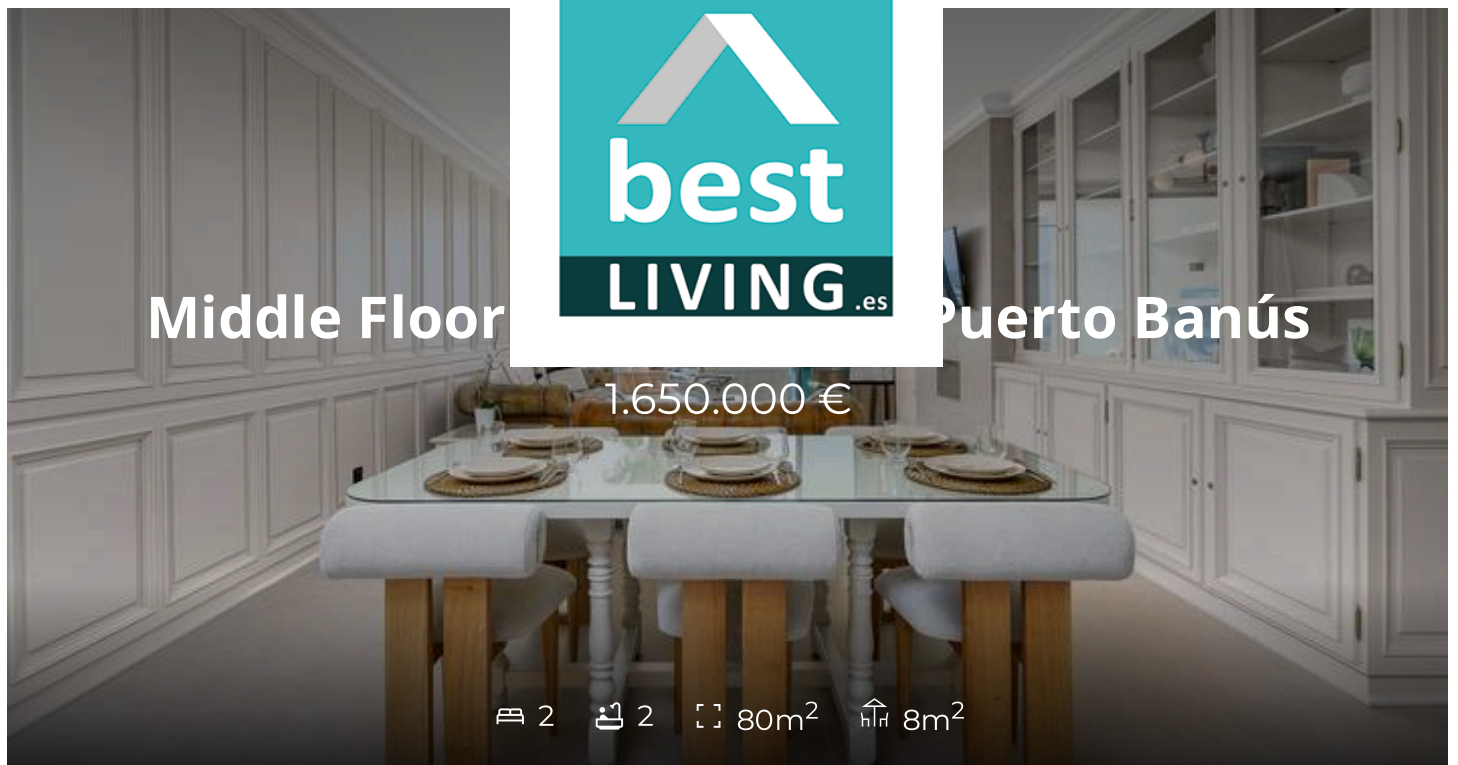 best
LIVING.es
Middle Floor Puerto Banús
1.650.000 €
2 2 80m² 8m²